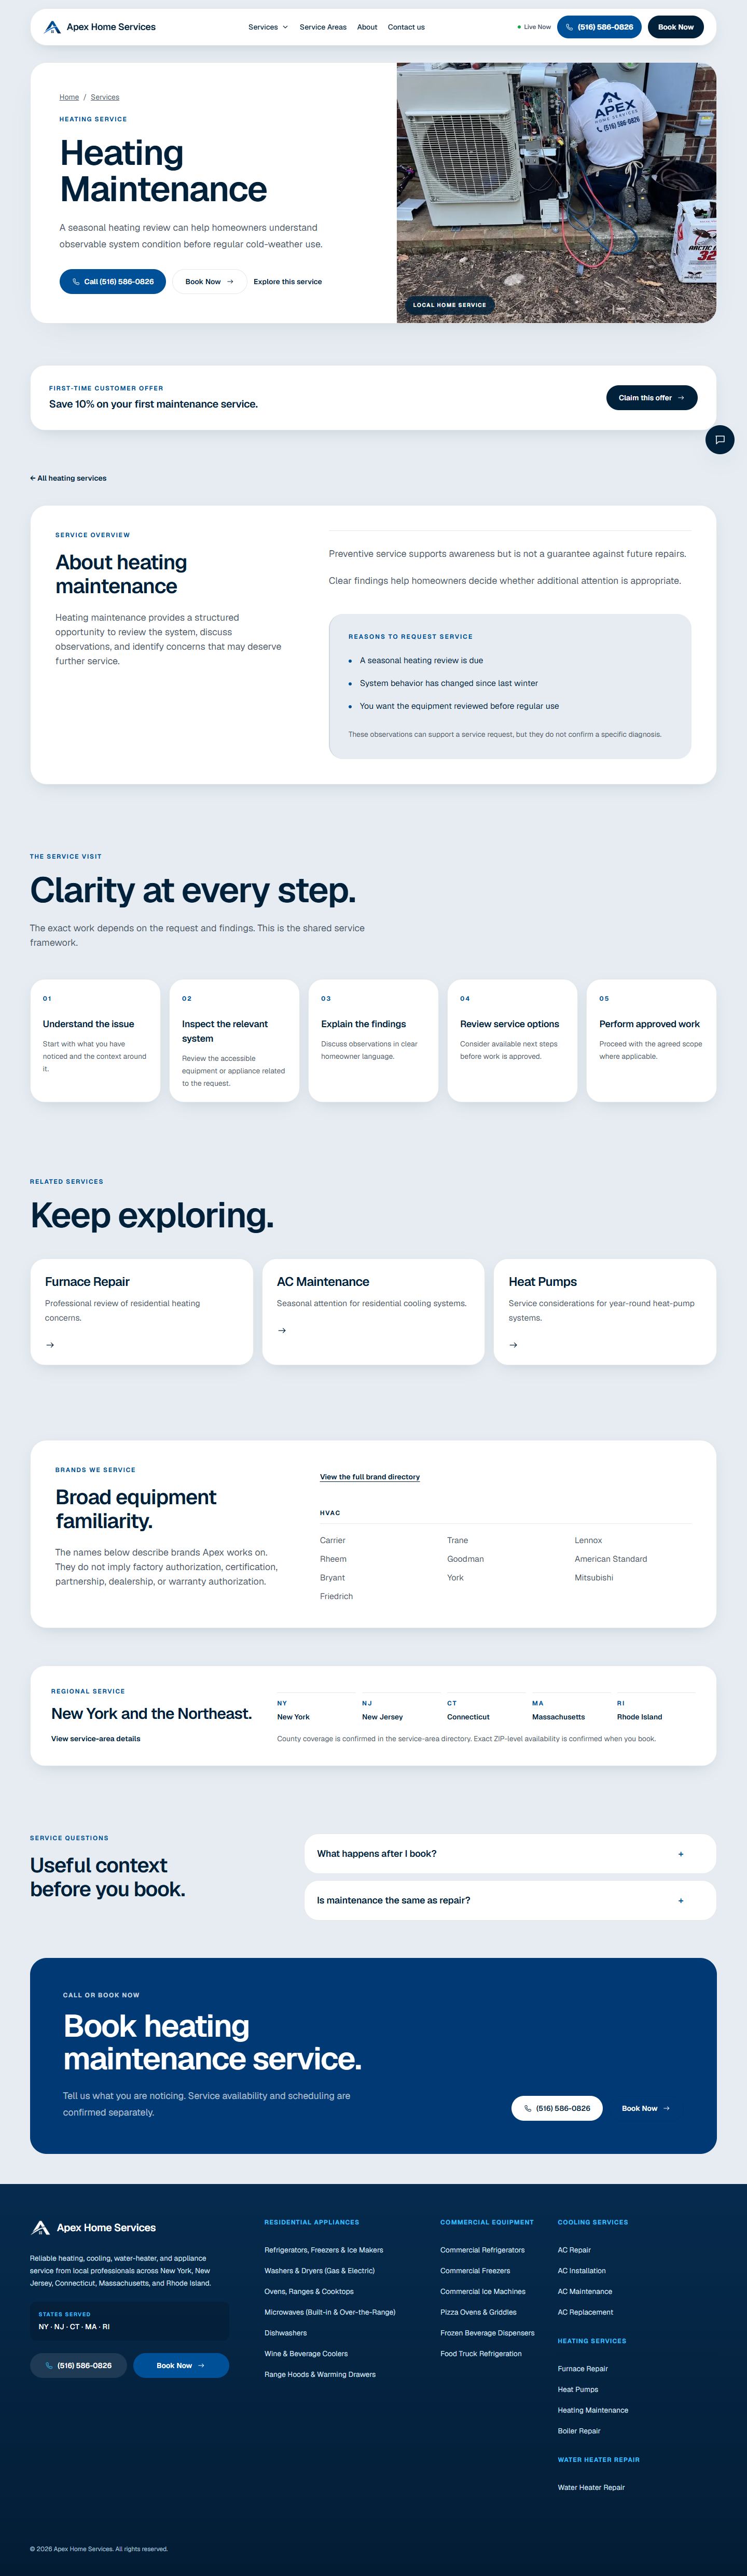 Apex Home Services
Services
Service Areas
About
Contact us
Live Now
(516) 586-0826
Book Now
Home / Services
HEATING SERVICE
Heating
Maintenance
A seasonal heating review can help homeowners understand
observable system condition before regular cold-weather use.
Call (516) 586-0826
Book Now
Explore this service
APEX
HOME SERVICES
(516) 586-0826
LOCAL HOME SERVICE
FIRST-TIME CUSTOMER OFFER
Save 10% on your first maintenance service.
Claim this offer
← All heating services
SERVICE OVERVIEW
About heating
maintenance
Heating maintenance provides a structured
opportunity to review the system, discuss
observations, and identify concerns that may deserve
further service.
Preventive service supports awareness but is not a guarantee against future repairs.
Clear findings help homeowners decide whether additional attention is appropriate.
REASONS TO REQUEST SERVICE
A seasonal heating review is due
System behavior has changed since last winter
You want the equipment reviewed before regular use
These observations can support a service request, but they do not confirm a specific diagnosis.
THE SERVICE VISIT
Clarity at every step.
The exact work depends on the request and findings. This is the shared service
framework.
01
Understand the issue
Start with what you have
noticed and the context around
it.
02
Inspect the relevant
system
Review the accessible
equipment or appliance related
to the request.
03
Explain the findings
Discuss observations in clear
homeowner language.
04
Review service options
Consider available next steps
before work is approved.
05
Perform approved work
Proceed with the agreed scope
where applicable.
RELATED SERVICES
Keep exploring.
Furnace Repair
Professional review of residential heating
concerns.
→
AC Maintenance
Seasonal attention for residential cooling systems.
→
Heat Pumps
Service considerations for year-round heat-pump
systems.
→
BRANDS WE SERVICE
Broad equipment
familiarity.
The names below describe brands Apex works on.
They do not imply factory authorization, certification,
partnership, dealership, or warranty authorization.
View the full brand directory
HVAC
Carrier
Trane
Lennox
Rheem
Goodman
American Standard
Bryant
York
Mitsubishi
Friedrich
REGIONAL SERVICE
New York and the Northeast.
View service-area details
NY
New York
NJ
New Jersey
CT
Connecticut
MA
Massachusetts
RI
Rhode Island
County coverage is confirmed in the service-area directory. Exact ZIP-level availability is confirmed when you book.
SERVICE QUESTIONS
Useful context
before you book.
What happens after I book? +
Is maintenance the same as repair? +
CALL OR BOOK NOW
Book heating
maintenance service.
Tell us what you are noticing. Service availability and scheduling are
confirmed separately.
(516) 586-0826
Book Now →
Apex Home Services
Reliable heating, cooling, water-heater, and appliance
service from local professionals across New York, New
Jersey, Connecticut, Massachusetts, and Rhode Island.
STATES SERVED
NY · NJ · CT · MA · RI
(516) 586-0826
Book Now →
RESIDENTIAL APPLIANCES
Refrigerators, Freezers & Ice Makers
Washers & Dryers (Gas & Electric)
Ovens, Ranges & Cooktops
Microwaves (Built-in & Over-the-Range)
Dishwashers
Wine & Beverage Coolers
Range Hoods & Warming Drawers
COMMERCIAL EQUIPMENT
Commercial Refrigerators
Commercial Freezers
Commercial Ice Machines
Pizza Ovens & Griddles
Frozen Beverage Dispensers
Food Truck Refrigeration
COOLING SERVICES
AC Repair
AC Installation
AC Maintenance
AC Replacement
HEATING SERVICES
Furnace Repair
Heat Pumps
Heating Maintenance
Boiler Repair
WATER HEATER REPAIR
Water Heater Repair
© 2026 Apex Home Services. All rights reserved.